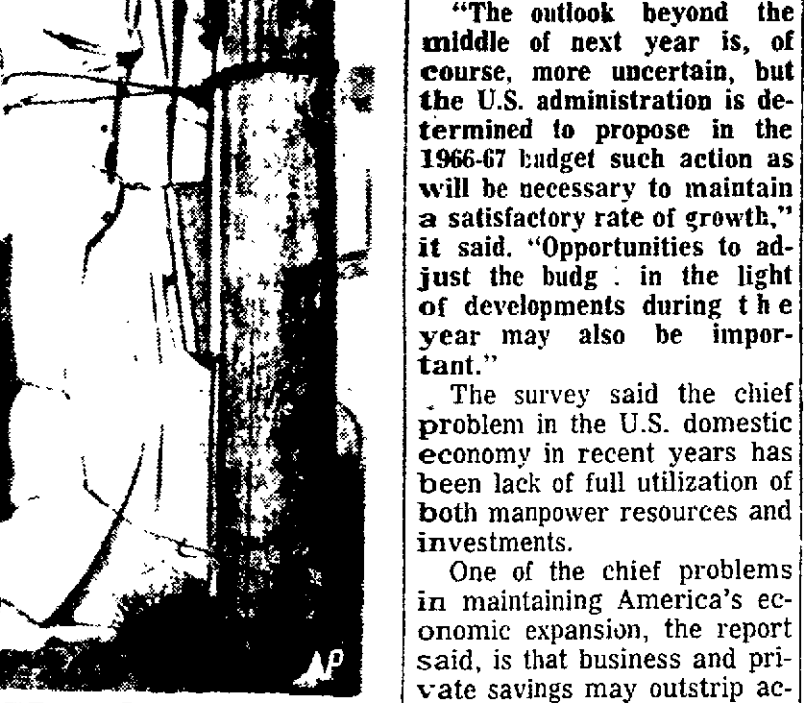 AP
"The outlook beyond the
middle of next year is, of
course, more uncertain, but
the U.S. administration is de-
termined to propose in the
1966-67 budget such action as
will be necessary to maintain
a satisfactory rate of growth,"
it said. "Opportunities to ad-
just the budg . in the light
of developments during the
year may also be impor-
tant."
The survey said the chief
problem in the U.S. domestic
economy in recent years has
been lack of full utilization of
both manpower resources and
investments.
One of the chief problems
in maintaining America's ec-
onomic expansion, the report
said, is that business and pri-
vate savings may outstrip ac-